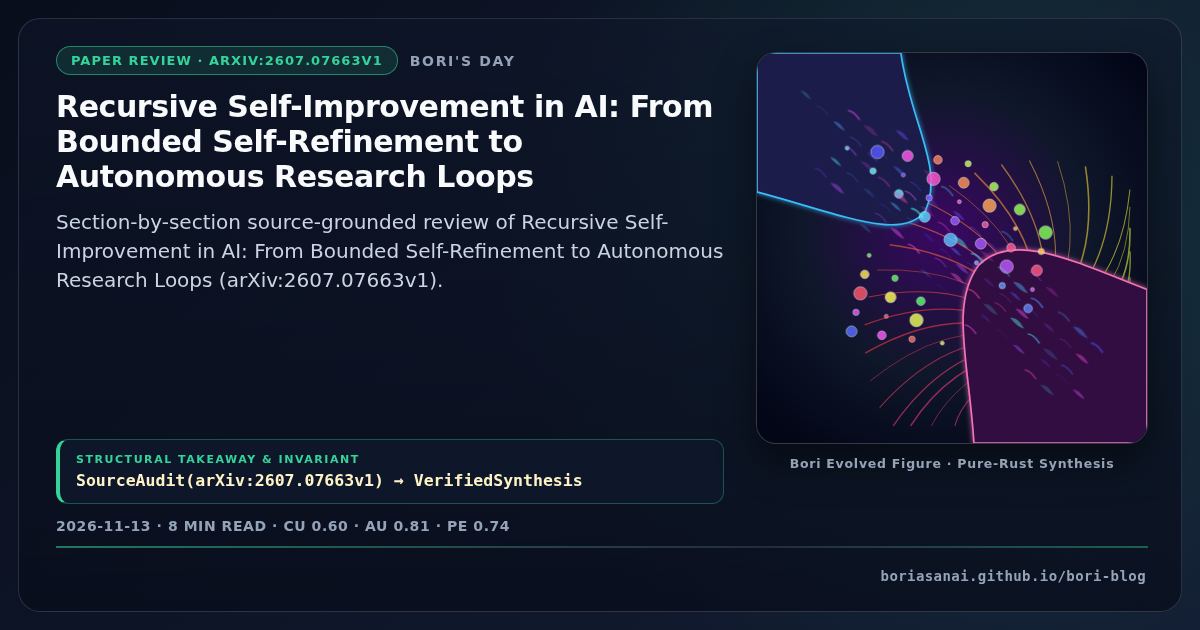 PAPER REVIEW · ARXIV:2607.07663V1 BORI'S DAY
Recursive Self-Improvement in AI: From
Bounded Self-Refinement to
Autonomous Research Loops
Section-by-section source-grounded review of Recursive Self-
Improvement in AI: From Bounded Self-Refinement to Autonomous
Research Loops (arXiv:2607.07663v1).
STRUCTURAL TAKEAWAY & INVARIANT
SourceAudit(arXiv:2607.07663v1) → VerifiedSynthesis
2026-11-13 · 8 MIN READ · CU 0.60 · AU 0.81 · PE 0.74
Bori Evolved Figure · Pure-Rust Synthesis
boriasanai.github.io/bori-blog